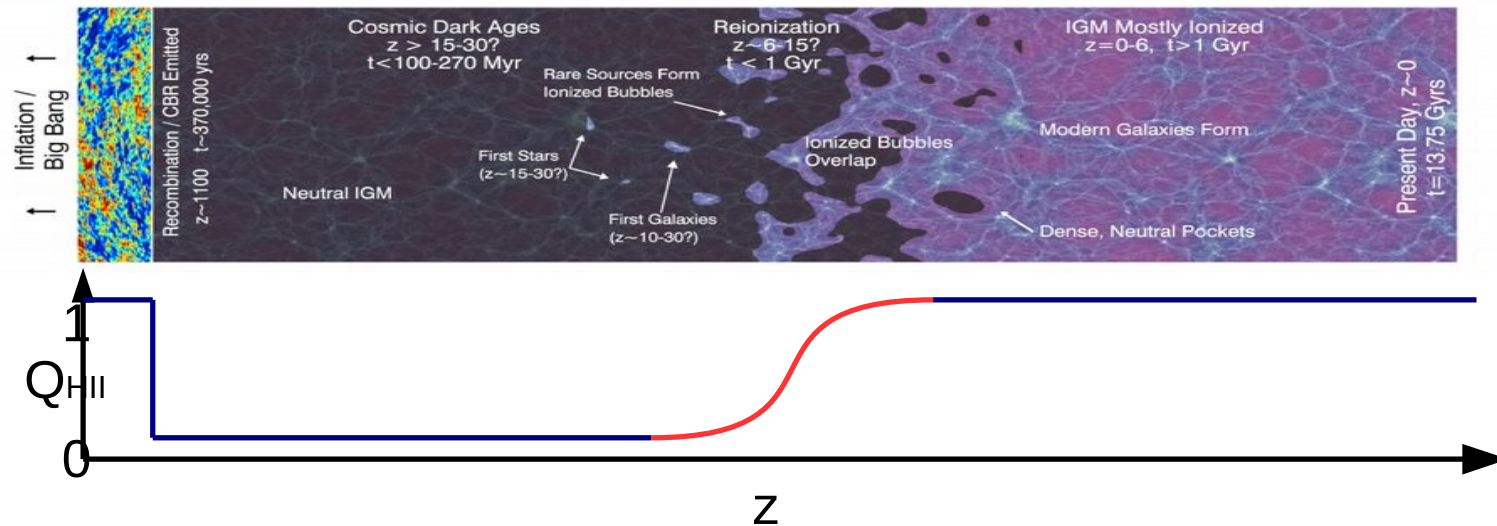 Inflation /
Big Bang
Recombination / CBR Emitted
z~1100 t~370,000 yrs
Cosmic Dark Ages
z > 15-30?
t<100-270 Myr
Rare Sources Form
Ionized Bubbles
First Stars
(z~15-30?)
Neutral IGM
First Galaxies
(z~10-30?)
Reionization
z~6-15?
t < 1 Gyr
Ionized Bubbles
Overlap
IGM Mostly Ionized
z=0-6, t>1 Gyr
Modern Galaxies Form
Dense, Neutral Pockets
Present Day, z~0
t=13.75 Gyrs
1
QHII
0
z